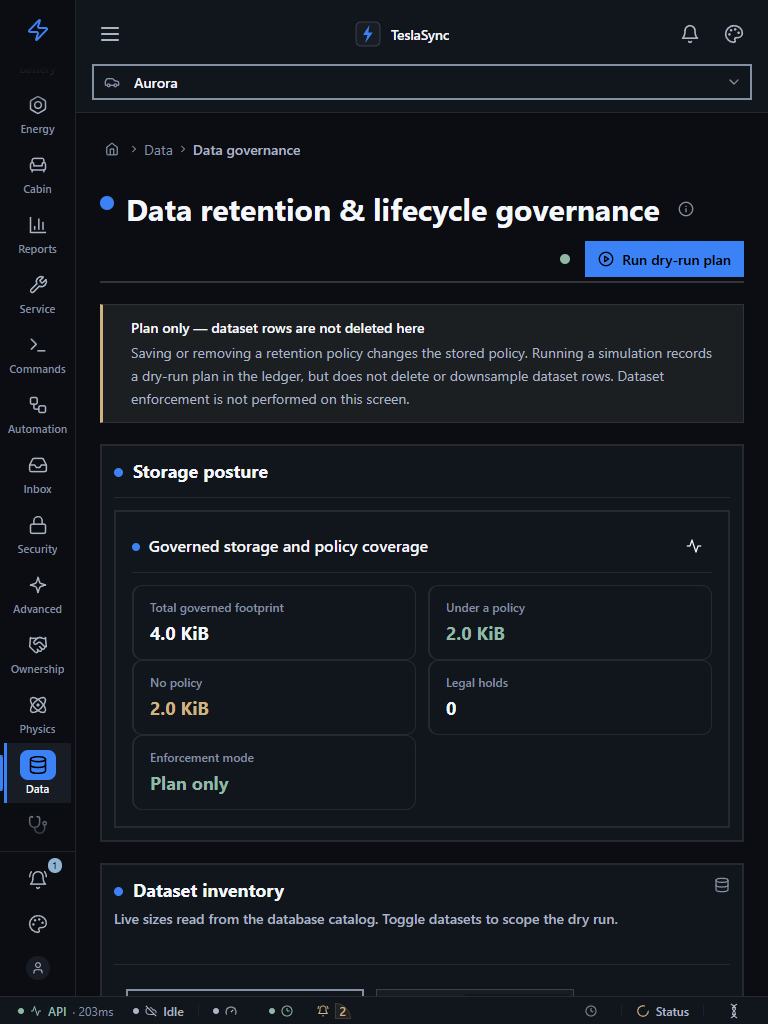 TeslaSync
Aurora
Battery
Energy
Cabin
Reports
Service
Commands
Automation
Inbox
Security
Advanced
Ownership
Physics
Data
1
Data
Data governance
Data retention & lifecycle governance
Run dry-run plan
Plan only — dataset rows are not deleted here
Saving or removing a retention policy changes the stored policy. Running a simulation records
a dry-run plan in the ledger, but does not delete or downsample dataset rows. Dataset
enforcement is not performed on this screen.
Storage posture
Governed storage and policy coverage
Total governed footprint
4.0 KiB
Under a policy
2.0 KiB
No policy
2.0 KiB
Legal holds
0
Enforcement mode
Plan only
Dataset inventory
Live sizes read from the database catalog. Toggle datasets to scope the dry run.
API · 203ms
Idle
2
Status